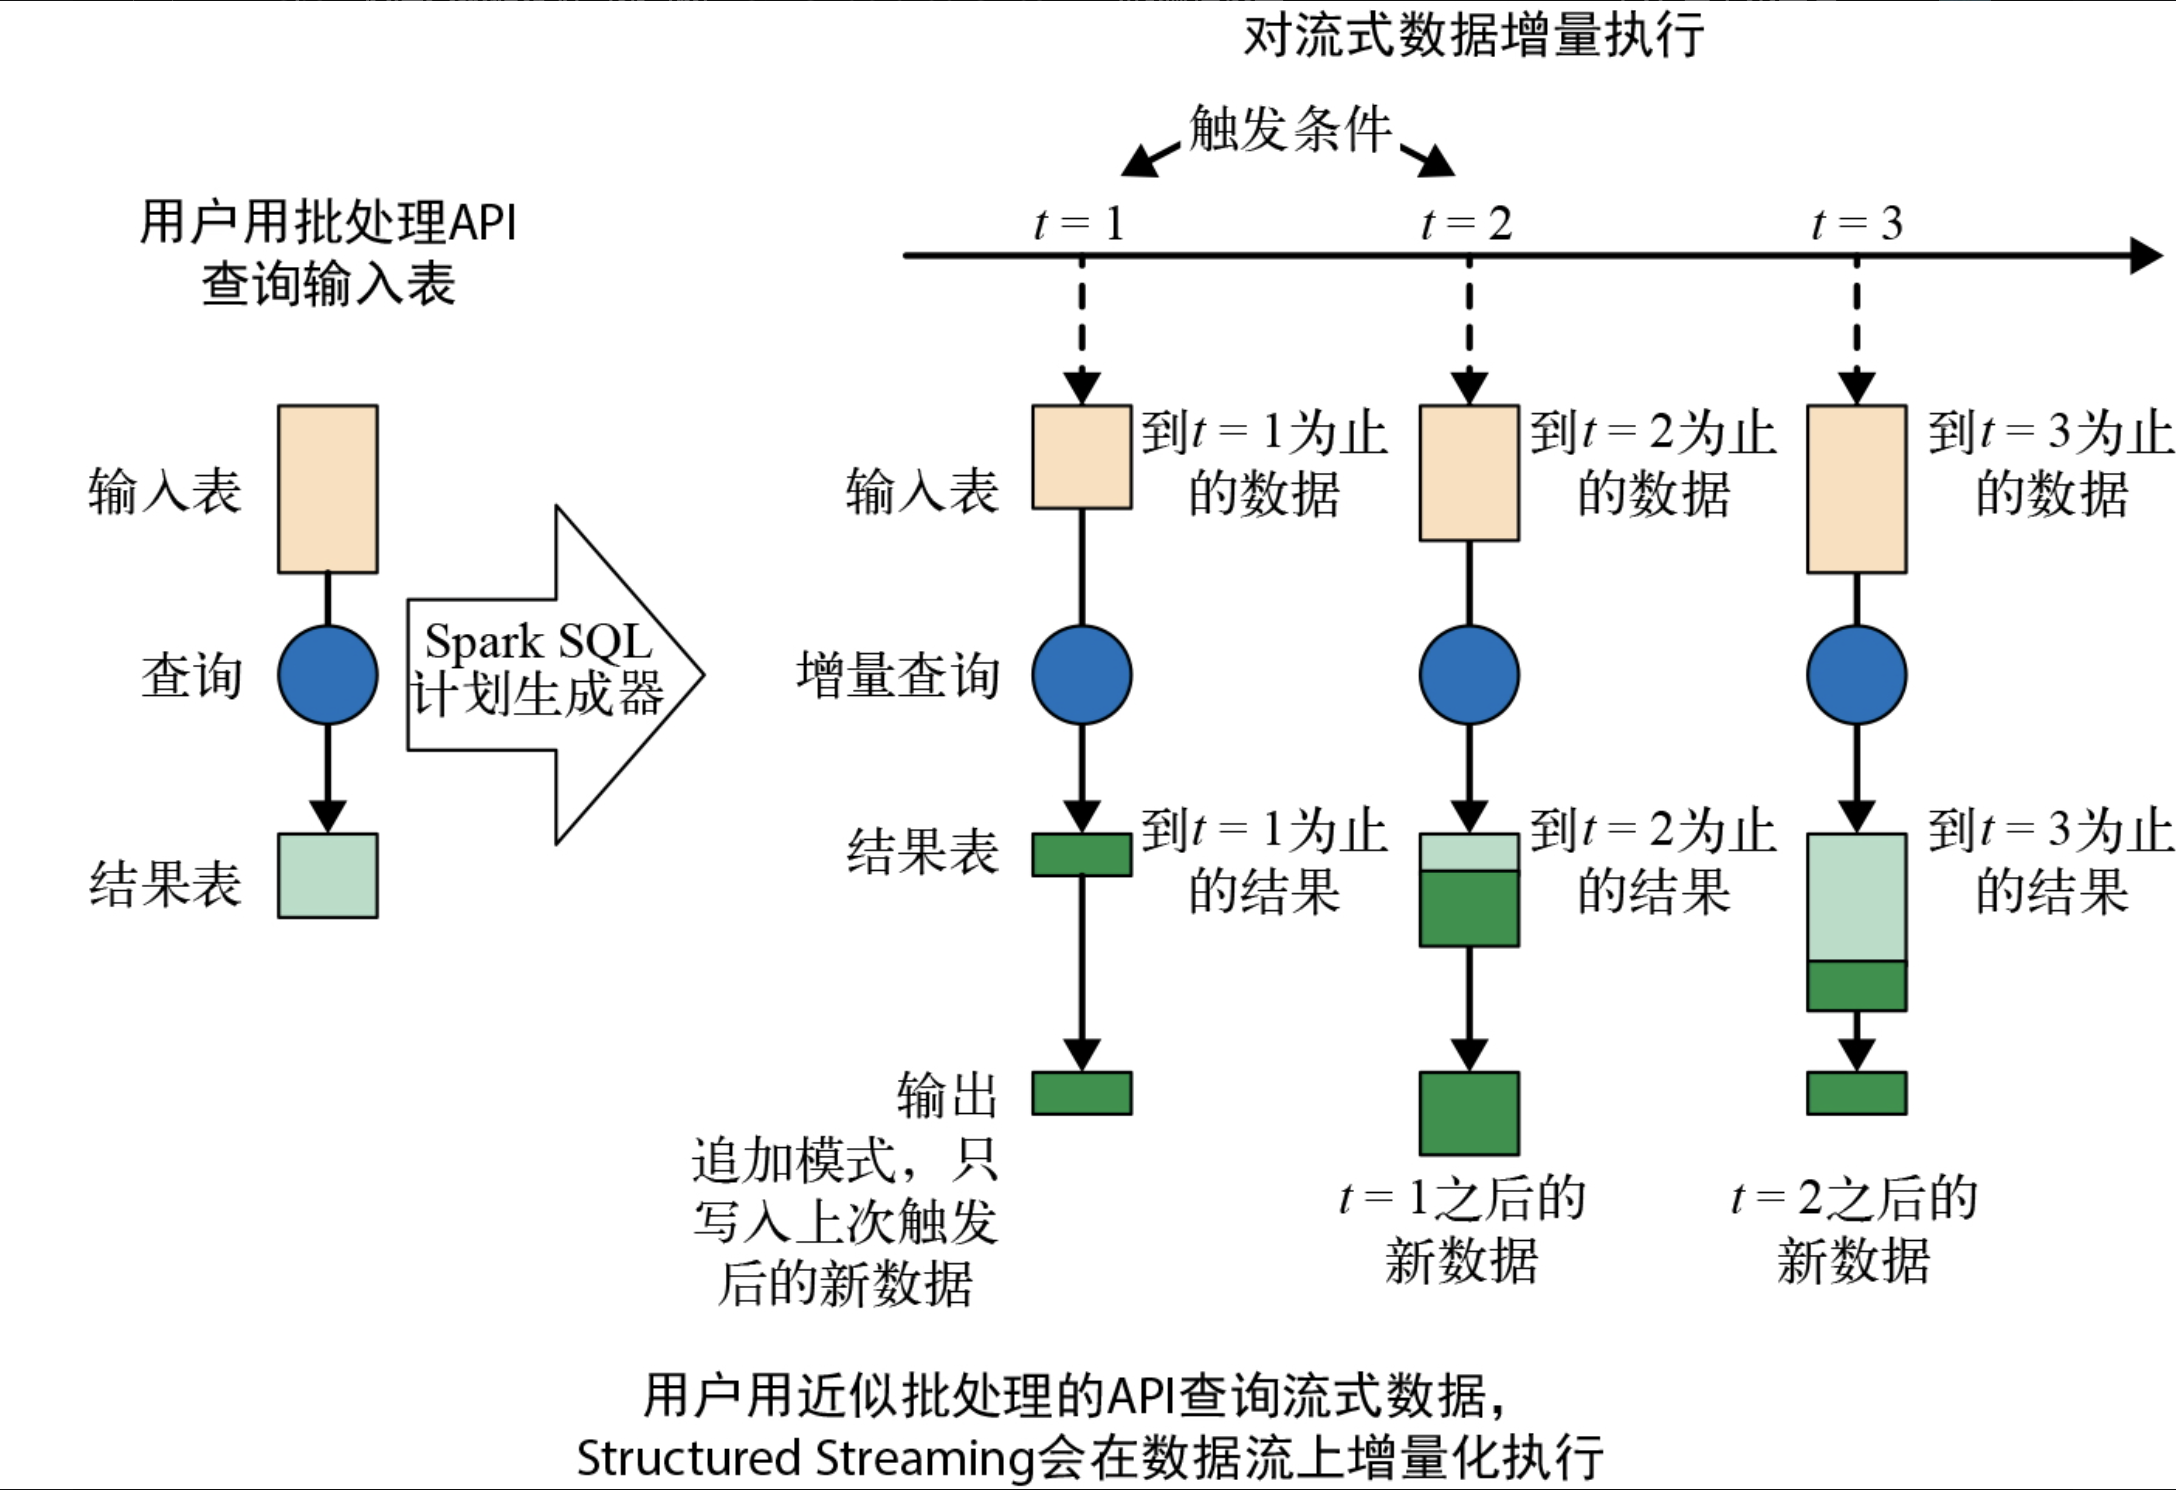 对流式数据增量执行
触发条件
用户用批处理API
查询输入表
t = 1
t = 2
t = 3
输入表
输入表
到t = 1为止
的数据
到t = 2为止
的数据
到t = 3为止
的数据
查询
Spark SQL
计划生成器
增量查询
结果表
结果表
到t = 1为止
的结果
到t = 2为止
的结果
到t = 3为止
的结果
输出
追加模式，只
写入上次触发
后的新数据
t = 1之后的
新数据
t = 2之后的
新数据
用户用近似批处理的API查询流式数据，
Structured Streaming会在数据流上增量化执行